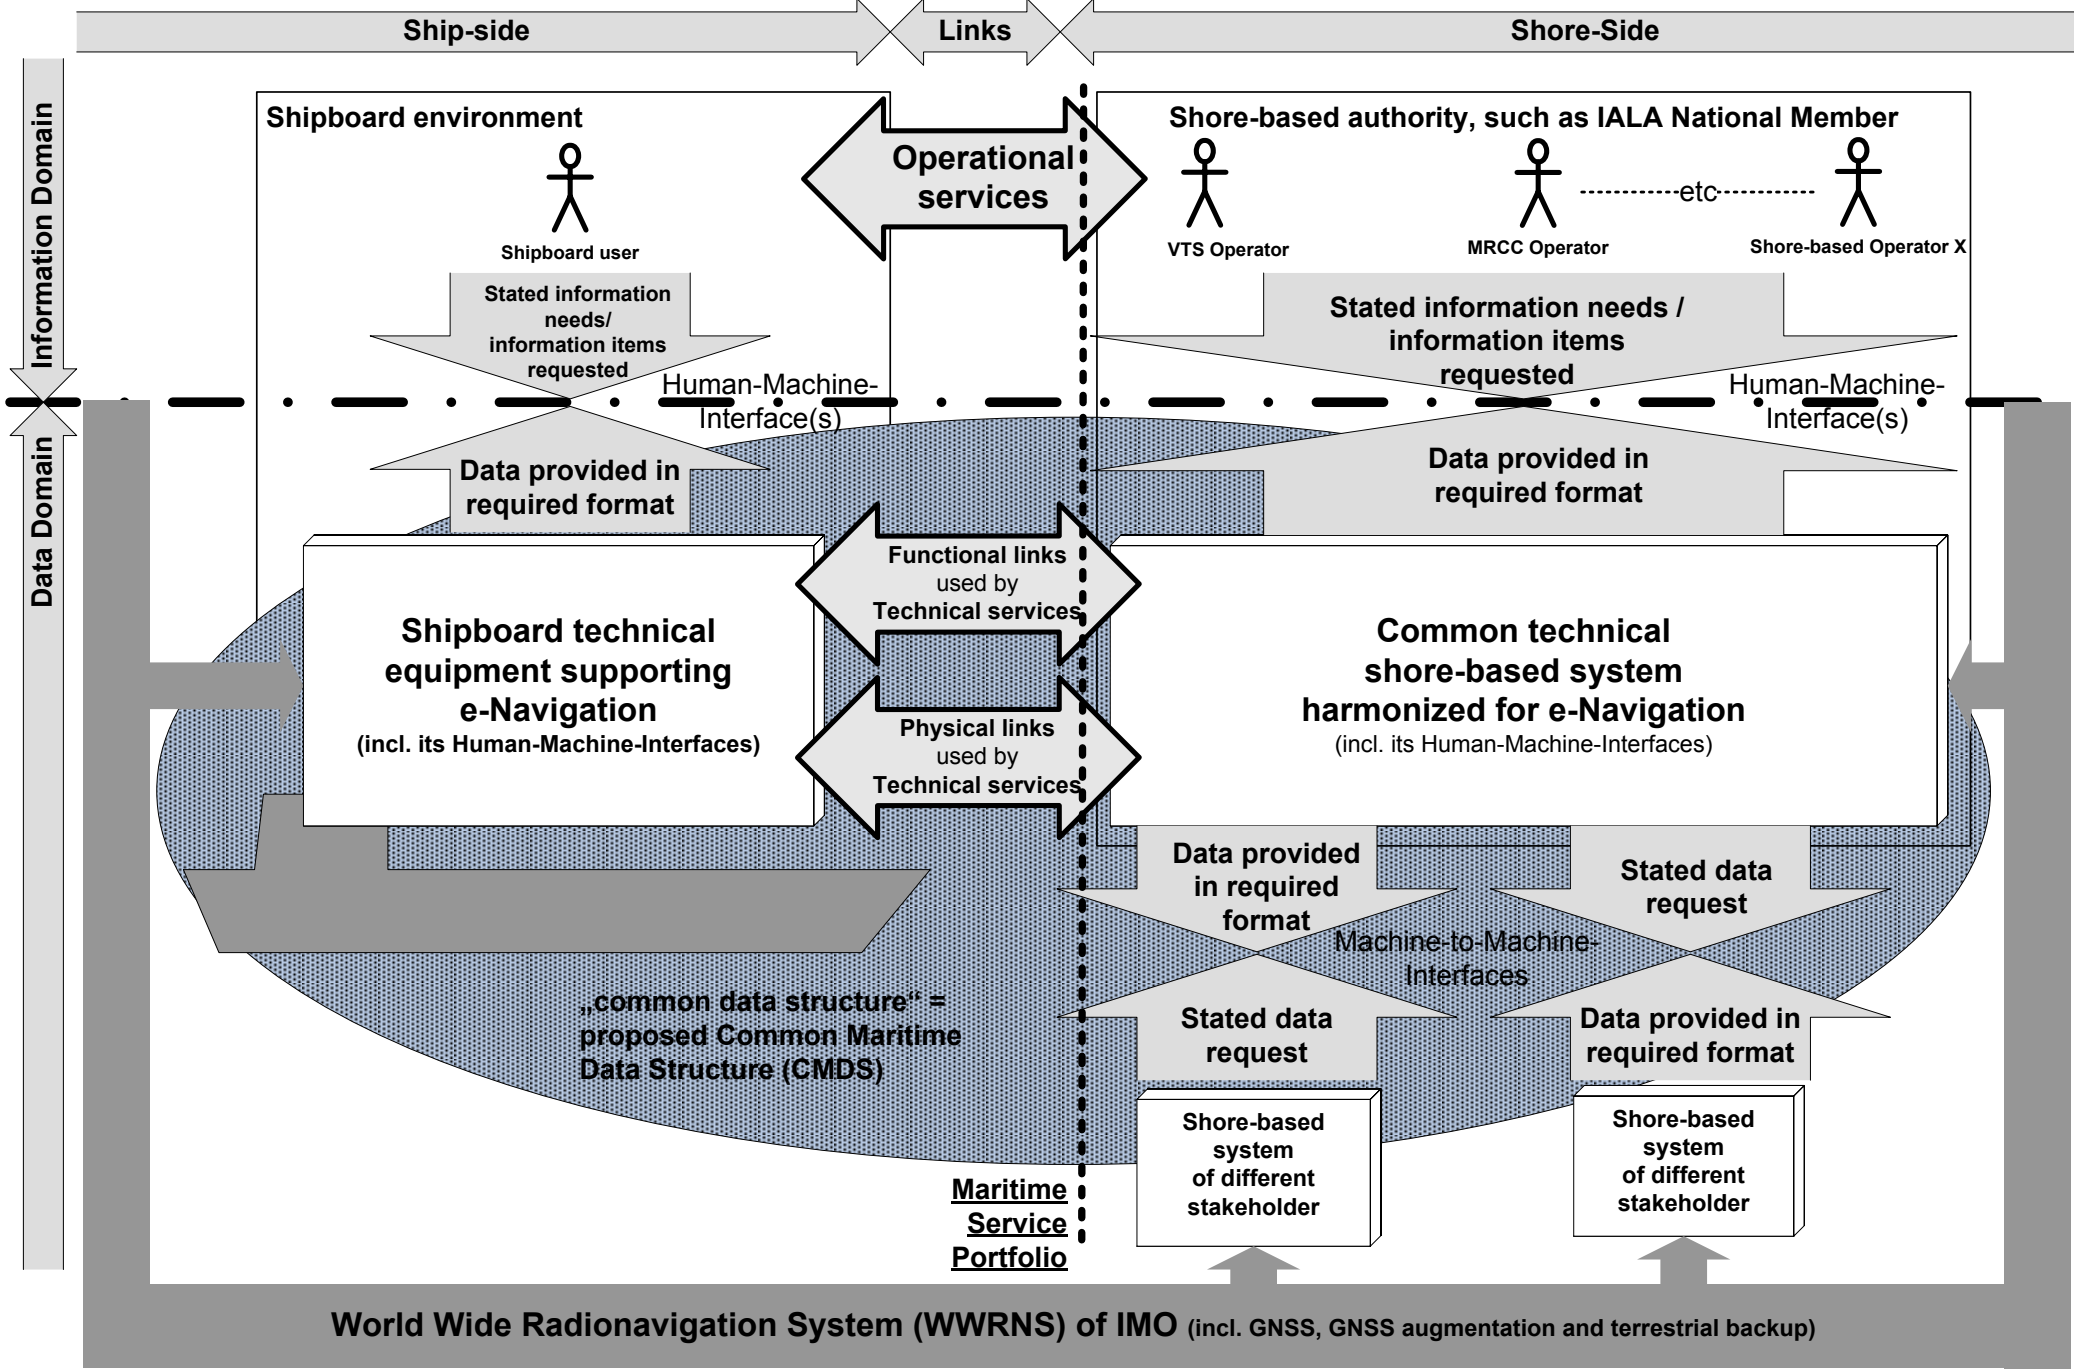 Ship-side
Links
Shore-Side
Information Domain
Data Domain
Shipboard environment
Shipboard user
Operational
services
Shore-based authority, such as IALA National Member
etc
VTS Operator
MRCC Operator
Shore-based Operator X
Stated information
needs/
information items
requested
Stated information needs /
information items
requested
Human-Machine-
Interface(s)
Human-Machine-
Interface(s)
Data provided in
required format
Data provided in
required format
Functional links
used by
Technical services
Shipboard technical
equipment supporting
e-Navigation
(incl. its Human-Machine-Interfaces)
Common technical
shore-based system
harmonized for e-Navigation
(incl. its Human-Machine-Interfaces)
Physical links
used by
Technical services
Data provided
in required
format
Stated data
request
Machine-to-Machine-
Interfaces
„common data structure“ =
proposed Common Maritime
Data Structure (CMDS)
Stated data
request
Data provided in
required format
Shore-based
system
of different
stakeholder
Shore-based
system
of different
stakeholder
Maritime
Service
Portfolio
World Wide Radionavigation System (WWRNS) of IMO (incl. GNSS, GNSS augmentation and terrestrial backup)